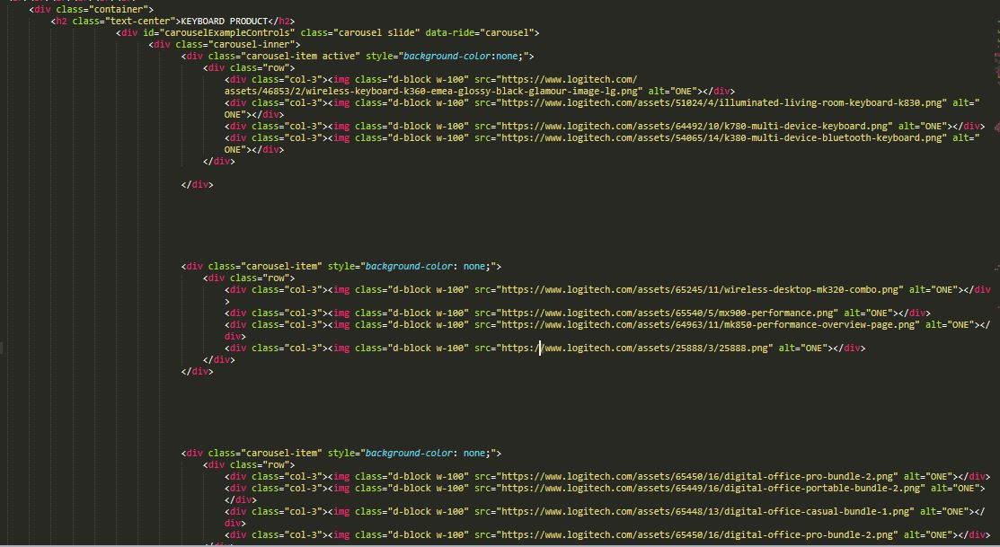 <div class="container">
<h2 class="text-center">KEYBOARD PRODUCT</h2>
<div id="carouselExampleControls" class="carousel slide" data-ride="carousel">
<div class="carousel-inner">
<div class="carousel-item active" style="background-color:none;">
<div class="row">
<div class="col-3"><img class="d-block w-100" src="https://www.logitech.com/
assets/46853/2/wireless-keyboard-k360-emea-glossy-black-glamour-image-lg.png" alt="ONE"></div>
<div class="col-3"><img class="d-block w-100" src="https://www.logitech.com/assets/51024/4/illuminated-living-room-keyboard-k830.png" alt="
ONE"></div>
<div class="col-3"><img class="d-block w-100" src="https://www.logitech.com/assets/64492/10/k780-multi-device-keyboard.png" alt="ONE"></div>
<div class="col-3"><img class="d-block w-100" src="https://www.logitech.com/assets/54065/14/k380-multi-device-bluetooth-keyboard.png" alt="
ONE"></div>
</div>
</div>
<div class="carousel-item" style="background-color: none;">
<div class="row">
<div class="col-3"><img class="d-block w-100" src="https://www.logitech.com/assets/65245/11/wireless-desktop-mk320-combo.png" alt="ONE"></div
>
<div class="col-3"><img class="d-block w-100" src="https://www.logitech.com/assets/65540/5/mx900-performance.png" alt="ONE"></div>
<div class="col-3"><img class="d-block w-100" src="https://www.logitech.com/assets/64963/11/mk850-performance-overview-page.png" alt="ONE"></
div>
<div class="col-3"><img class="d-block w-100" src="https://www.logitech.com/assets/25888/3/25888.png" alt="ONE"></div>
</div>
</div>
<div class="carousel-item" style="background-color: none;">
<div class="row">
<div class="col-3"><img class="d-block w-100" src="https://www.logitech.com/assets/65450/16/digital-office-pro-bundle-2.png" alt="ONE"></div>
<div class="col-3"><img class="d-block w-100" src="https://www.logitech.com/assets/65449/16/digital-office-portable-bundle-2.png" alt="ONE">
</div>
<div class="col-3"><img class="d-block w-100" src="https://www.logitech.com/assets/65448/13/digital-office-casual-bundle-1.png" alt="ONE"></
div>
<div class="col-3"><img class="d-block w-100" src="https://www.logitech.com/assets/65450/16/digital-office-pro-bundle-2.png" alt="ONE"></div>